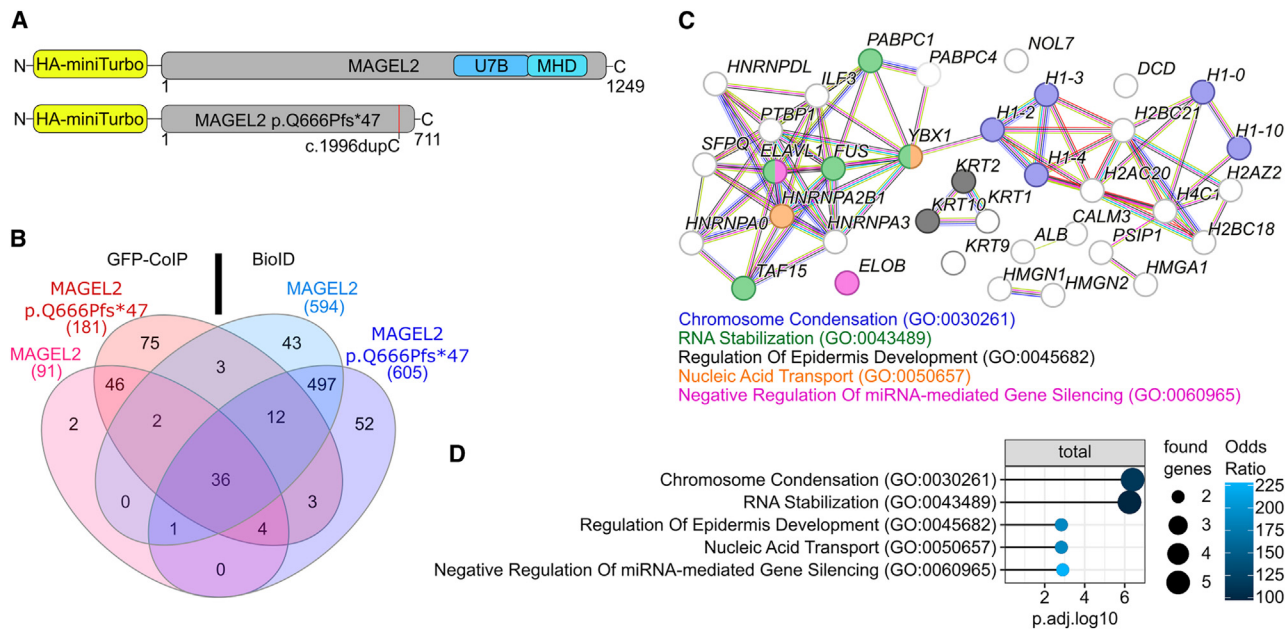 A
N
HA-miniTurbo
MAGEL2
U7B
MHD
C
1
1249
N
HA-miniTurbo
MAGEL2 p.Q666Pfs*47
C
1
c.1996dupC
711
B
GFP-CoIP
BioID
MAGEL2
p.Q666Pfs*47
(181)
MAGEL2
(594)
MAGEL2
(91)
MAGEL2
p.Q666Pfs*47
(605)
75
43
3
46
497
2
2
12
52
36
0
3
1
4
0
C
PABPC1
PABPC4
NOL7
HNRNPDL
ILF3
DCD
H1-3
H1-0
PTBP1
H1-2
H2BC21
SFPQ
YBX1
H1-10
ELAVL1
FUS
H1-4
KRT2
H2AC20
H2AZ2
HNRNPA2B1
KRT10
KRT1
H4C1
HNRNPA0
HNRNPA3
CALM3
ALB
PSIP1
H2BC18
KRT9
TAF15
ELOB
HMGN1
HMGN2
HMGA1
Chromosome Condensation (GO:0030261)
RNA Stabilization (GO:0043489)
Regulation Of Epidermis Development (GO:0045682)
Nucleic Acid Transport (GO:0050657)
Negative Regulation Of miRNA-mediated Gene Silencing (GO:0060965)
D
total
Chromosome Condensation (GO:0030261)
RNA Stabilization (GO:0043489)
Regulation Of Epidermis Development (GO:0045682)
Nucleic Acid Transport (GO:0050657)
Negative Regulation Of miRNA-mediated Gene Silencing (GO:0060965)
2 4 6
p.adj.log10
found
genes
2
3
4
5
Odds
Ratio
225
200
175
150
125
100